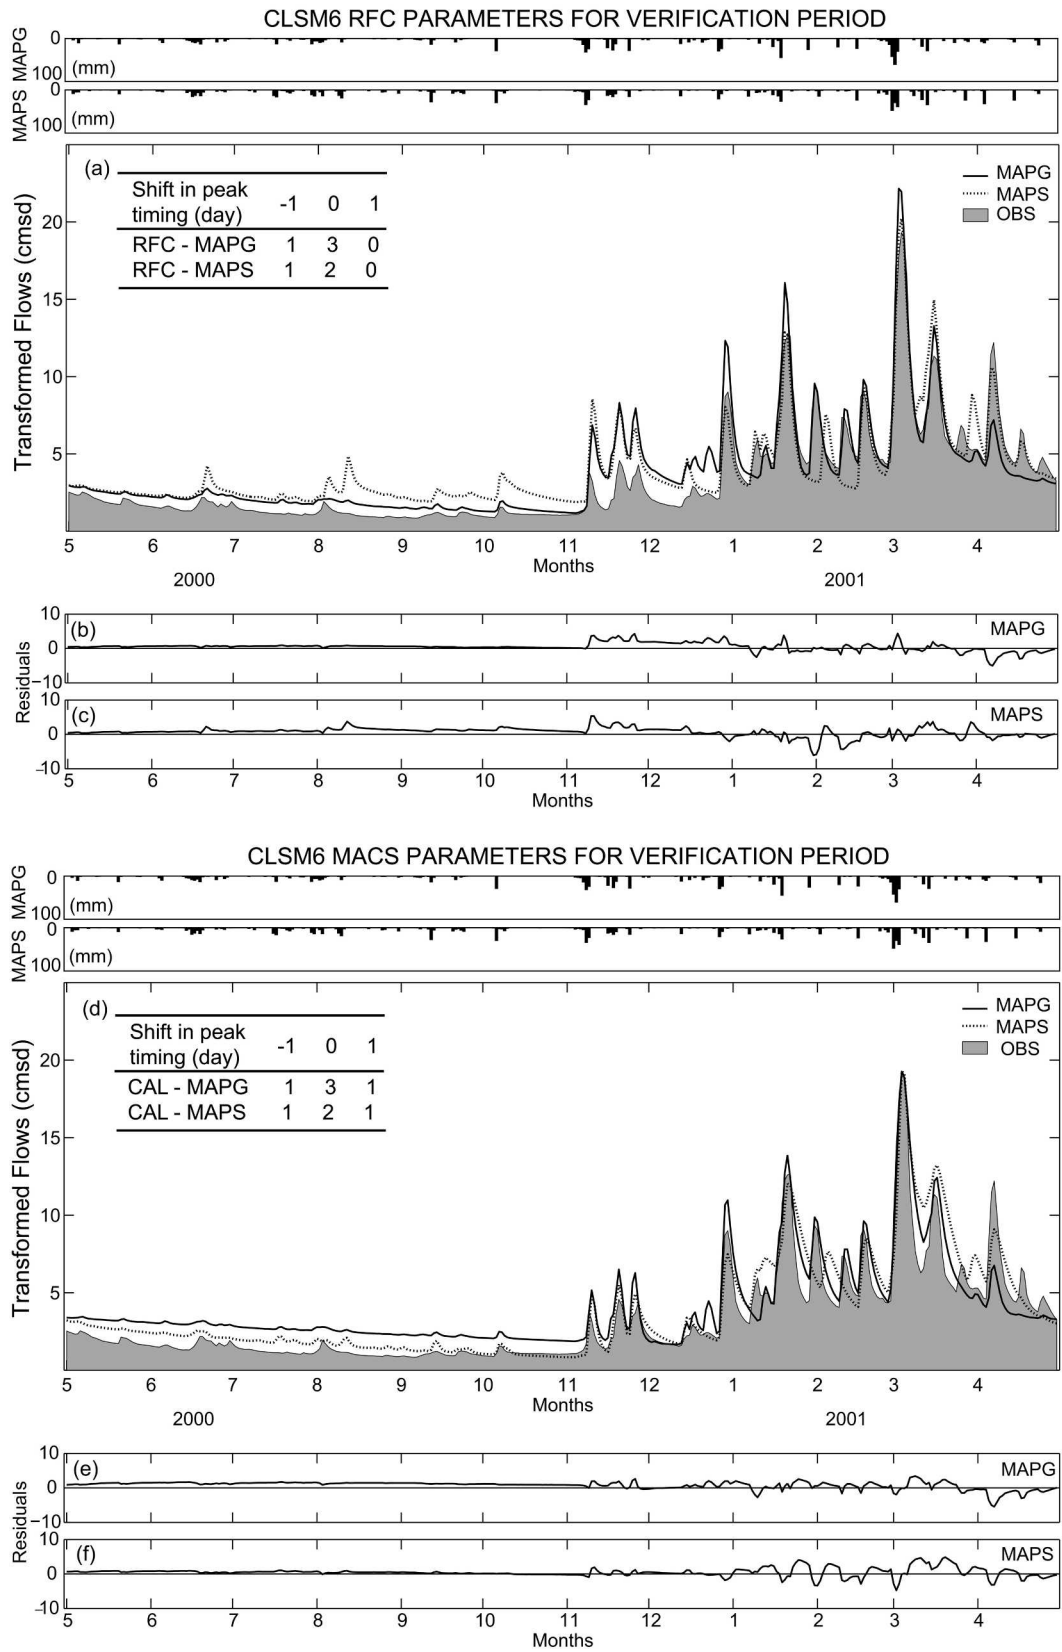 CLSM6 RFC PARAMETERS FOR VERIFICATION PERIOD
MAPG
0
100
(mm)
MAPS
0
100
(mm)
Transformed Flows (cmsd)
20
15
10
5
(a)
Shift in peak timing (day) -1 0 1
RFC - MAPG 1 3 0
RFC - MAPS 1 2 0
MAPG
MAPS
OBS
5 6 7 8 9 10 11 12 1 2 3 4
Months
2000 2001
Residuals
10
0
−10
(b)
MAPG
10
0
−10
(c)
MAPS
5 6 7 8 9 10 11 12 1 2 3 4
Months
CLSM6 MACS PARAMETERS FOR VERIFICATION PERIOD
MAPG
0
100
(mm)
MAPS
0
100
(mm)
Transformed Flows (cmsd)
20
15
10
5
(d)
Shift in peak timing (day) -1 0 1
CAL - MAPG 1 3 1
CAL - MAPS 1 2 1
MAPG
MAPS
OBS
5 6 7 8 9 10 11 12 1 2 3 4
Months
2000 2001
Residuals
10
0
−10
(e)
MAPG
10
0
−10
(f)
MAPS
5 6 7 8 9 10 11 12 1 2 3 4
Months